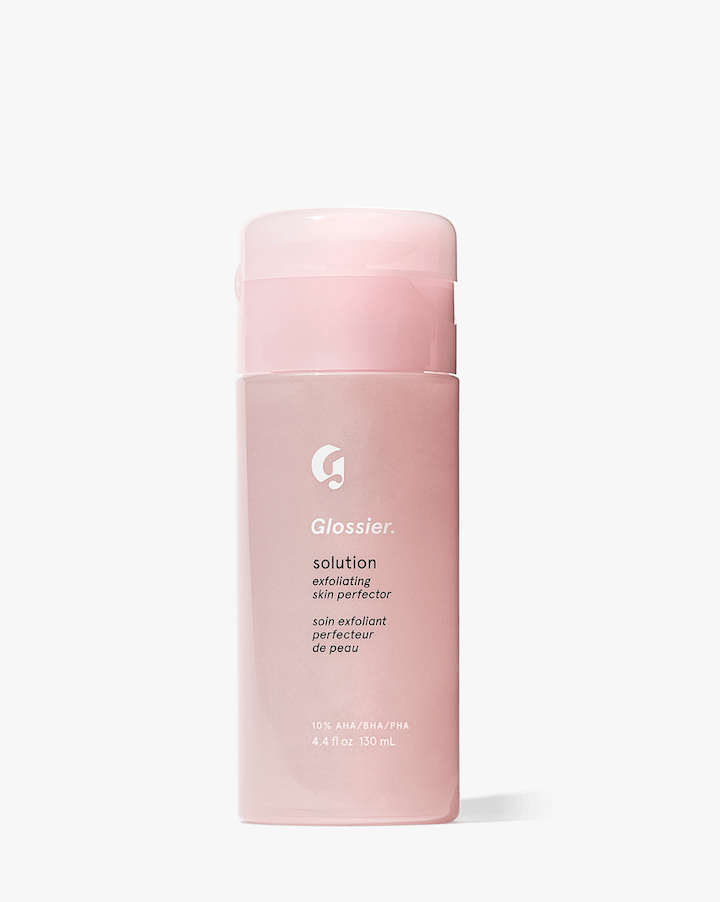 Glossier.
solution
exfoliating
skin perfector
soin exfoliant
perfecteur
de peau
10% AHA/BHA/PHA
4.4 fl oz 130 mL